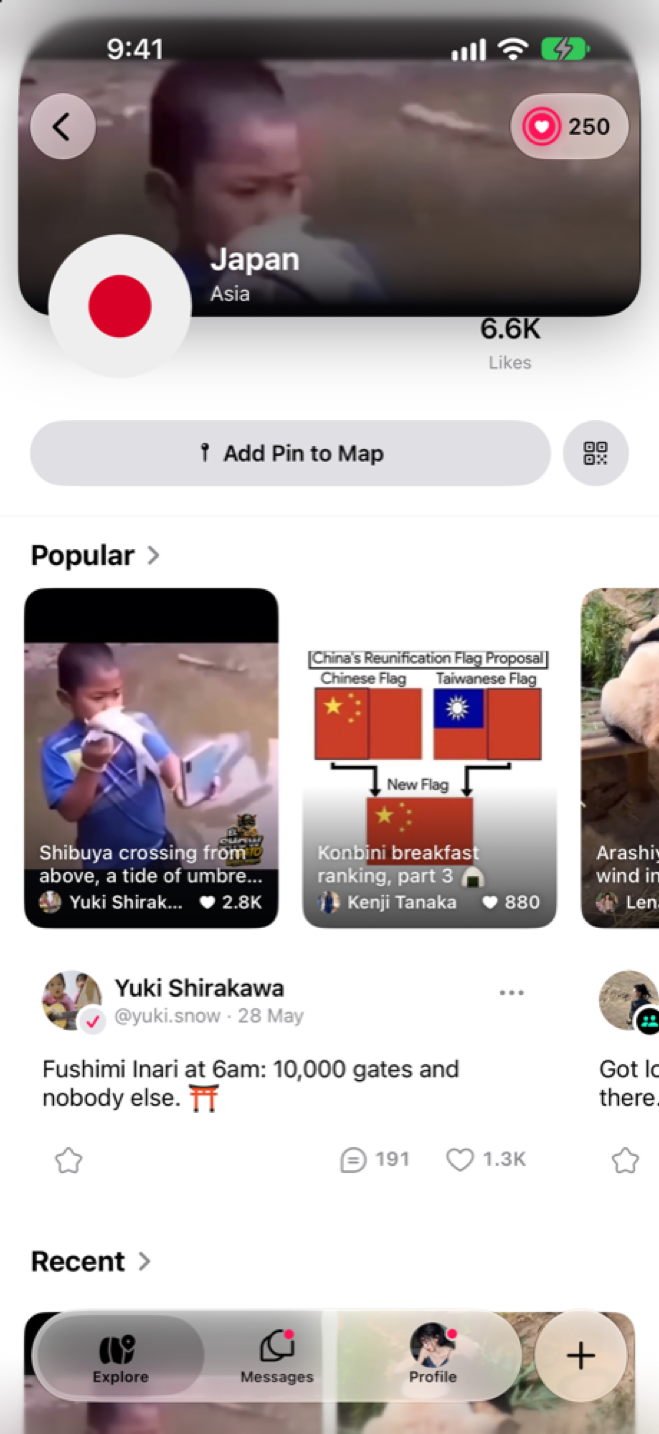 9:41
250
Japan
Asia
6.6K
Likes
Add Pin to Map
Popular
China's Reunification Flag Proposal
Chinese Flag
Taiwanese Flag
New Flag
Shibuya crossing from
above, a tide of umbre...
Yuki Shirak...
2.8K
Konbini breakfast
ranking, part 3 🍙
Kenji Tanaka
880
Arashiy
wind in
Len
Yuki Shirakawa
@yuki.snow · 28 May
Fushimi Inari at 6am: 10,000 gates and
nobody else. ⛩️
191
1.3K
Got lo
there.
Recent
Explore
Messages
Profile